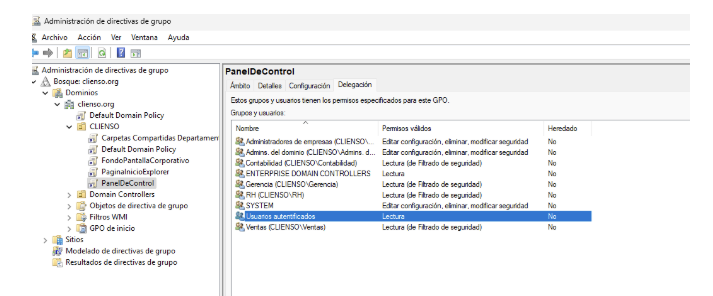 Administración de directivas de grupo
Archivo Acción Ver Ventana Ayuda
Administración de directivas de grupo
Bosque: clienso.org
Dominios
clienso.org
Default Domain Policy
CLIENSO
Carpetas Compartidas Departamen
Default Domain Policy
FondoPantallaCorporativo
PaginaInicioExplorer
PanelDeControl
Domain Controllers
Objetos de directiva de grupo
Filtros WMI
GPO de inicio
Sitios
Modelado de directivas de grupo
Resultados de directivas de grupo
PanelDeControl
Ámbito Detalles Configuración Delegación
Estos grupos y usuarios tienen los permisos especificados para este GPO.
Grupos y usuarios:
Nombre Permisos válidos Heredado
Administradores de empresas (CLIENSO\... Editar configuración, eliminar, modificar seguridad No
Admins. del dominio (CLIENSO\Admins. d... Editar configuración, eliminar, modificar seguridad No
Contabilidad (CLIENSO\Contabilidad) Lectura (de Filtrado de seguridad) No
ENTERPRISE DOMAIN CONTROLLERS Lectura No
Gerencia (CLIENSO\Gerencia) Lectura (de Filtrado de seguridad) No
RH (CLIENSO\RH) Lectura (de Filtrado de seguridad) No
SYSTEM Editar configuración, eliminar, modificar seguridad No
Usuarios autentificados Lectura No
Ventas (CLIENSO\Ventas) Lectura (de Filtrado de seguridad) No